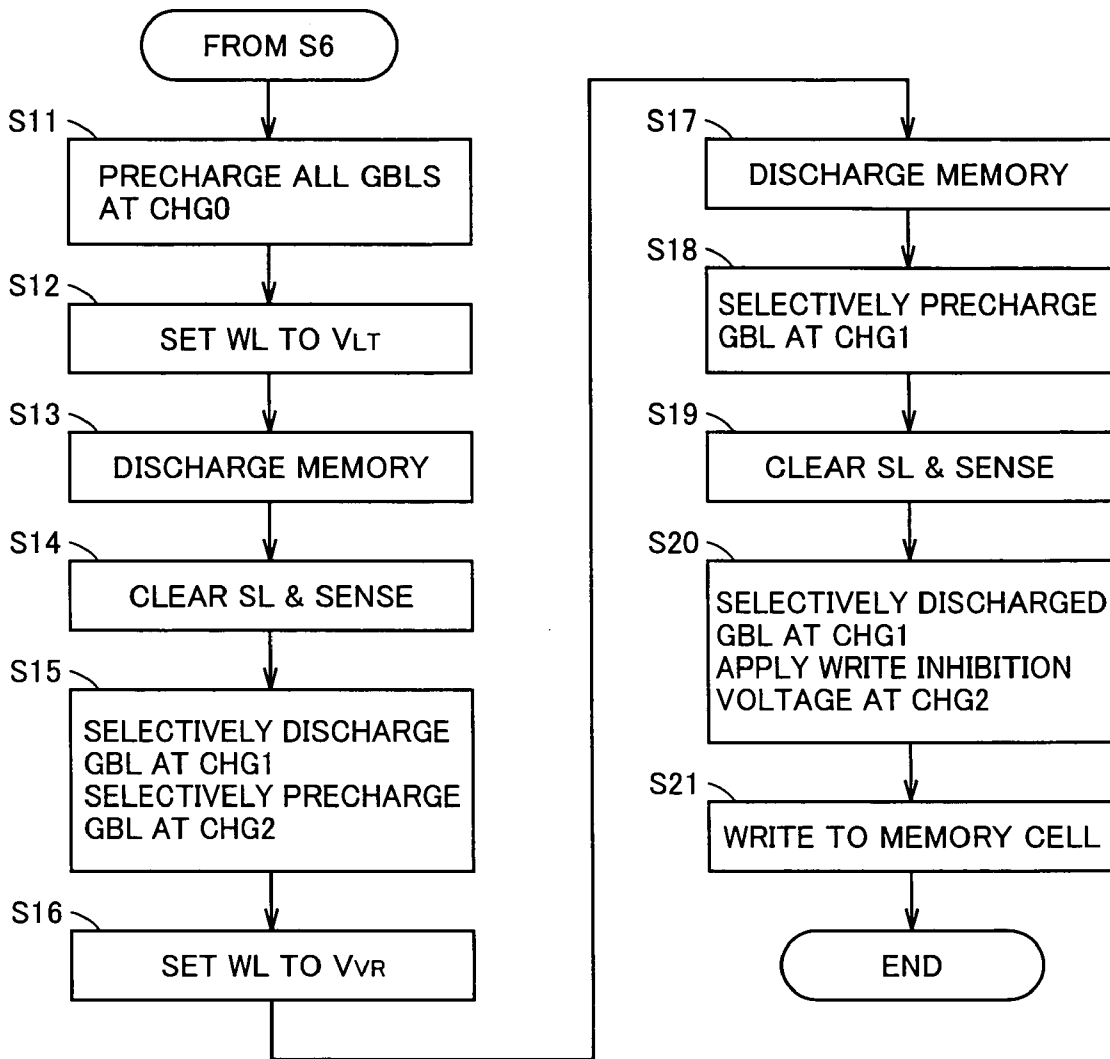 FROM S6
S11
PRECHARGE ALL GBLS
AT CHG0
S12
SET WL TO VLT
S13
DISCHARGE MEMORY
S14
CLEAR SL & SENSE
S15
SELECTIVELY DISCHARGE
GBL AT CHG1
SELECTIVELY PRECHARGE
GBL AT CHG2
S16
SET WL TO VVR
S17
DISCHARGE MEMORY
S18
SELECTIVELY PRECHARGE
GBL AT CHG1
S19
CLEAR SL & SENSE
S20
SELECTIVELY DISCHARGED
GBL AT CHG1
APPLY WRITE INHIBITION
VOLTAGE AT CHG2
S21
WRITE TO MEMORY CELL
END